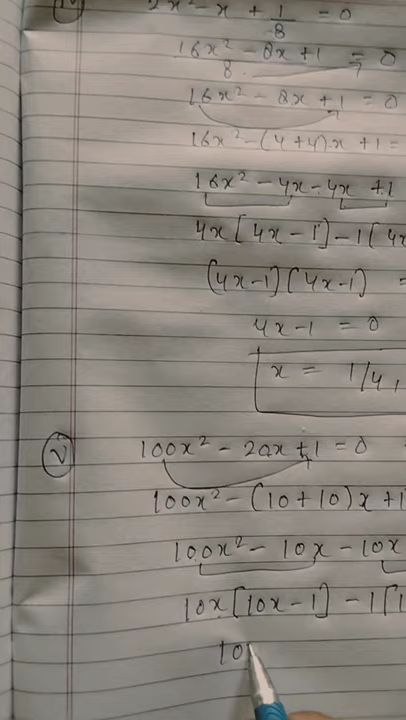 (iv) 2x² - x + 1/8 = 0
16x² - 8x + 1 / 8 = 0
16x² - 8x + 1 = 0
16x² - (4+4)x + 1 =
16x² - 4x - 4x + 1
4x[4x - 1] - 1[4x
(4x-1)(4x-1) =
4x - 1 = 0
x = 1/4,
(v) 100x² - 20x + 1 = 0
100x² - (10+10)x + 1
100x² - 10x - 10x
10x[10x - 1] - 1[1
10